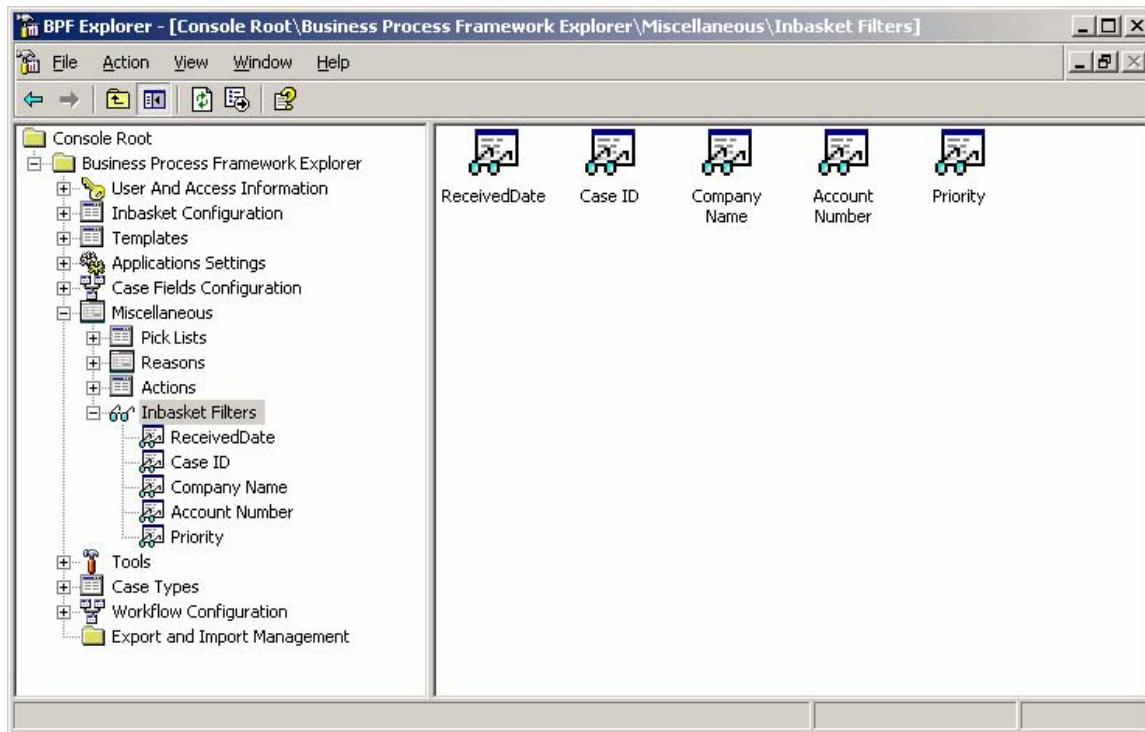 BPF Explorer - [Console Root\Business Process Framework Explorer\Miscellaneous\Inbasket Filters]
File Action View Window Help
Console Root
Business Process Framework Explorer
User And Access Information
Inbasket Configuration
Templates
Applications Settings
Case Fields Configuration
Miscellaneous
Pick Lists
Reasons
Actions
Inbasket Filters
ReceivedDate
Case ID
Company Name
Account Number
Priority
Tools
Case Types
Workflow Configuration
Export and Import Management
ReceivedDate
Case ID
Company
Name
Account
Number
Priority